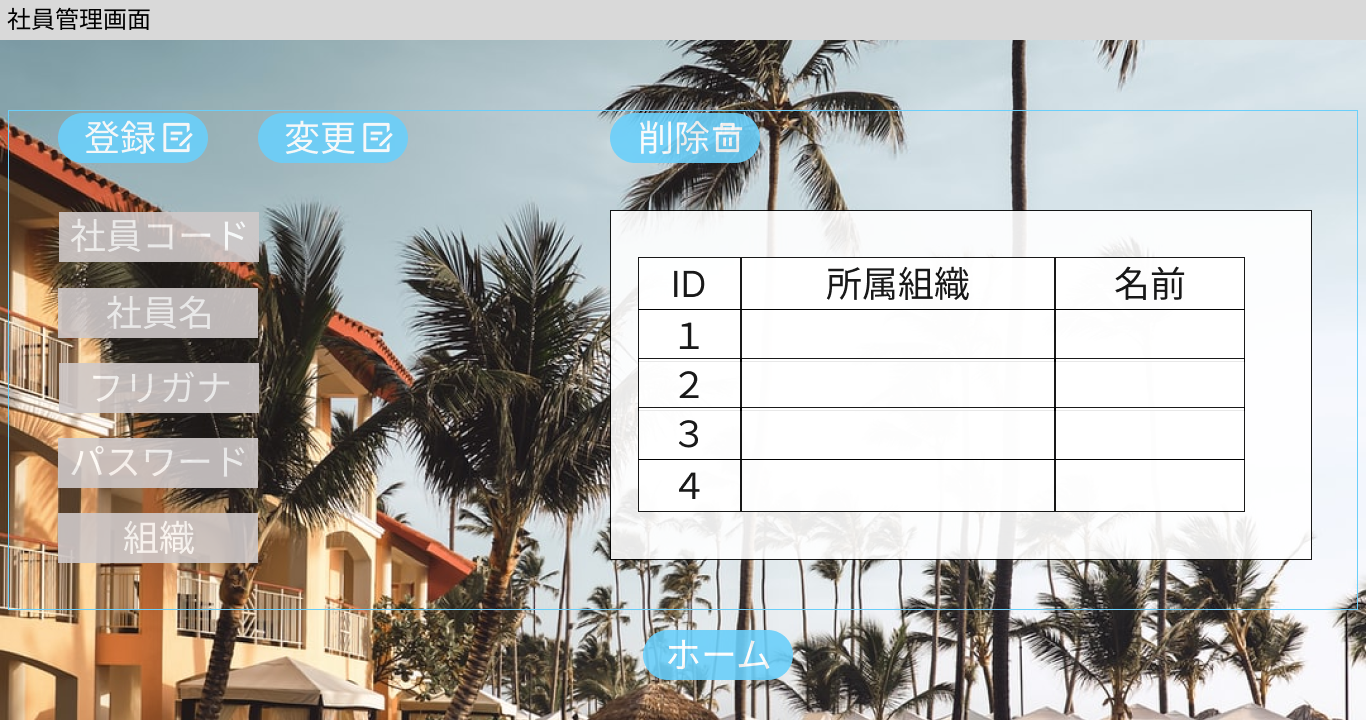 社員管理画面
登録 変更 削除
社員コード
社員名
フリガナ
パスワード
組織
ID 所属組織 名前
1
2
3
4
ホーム